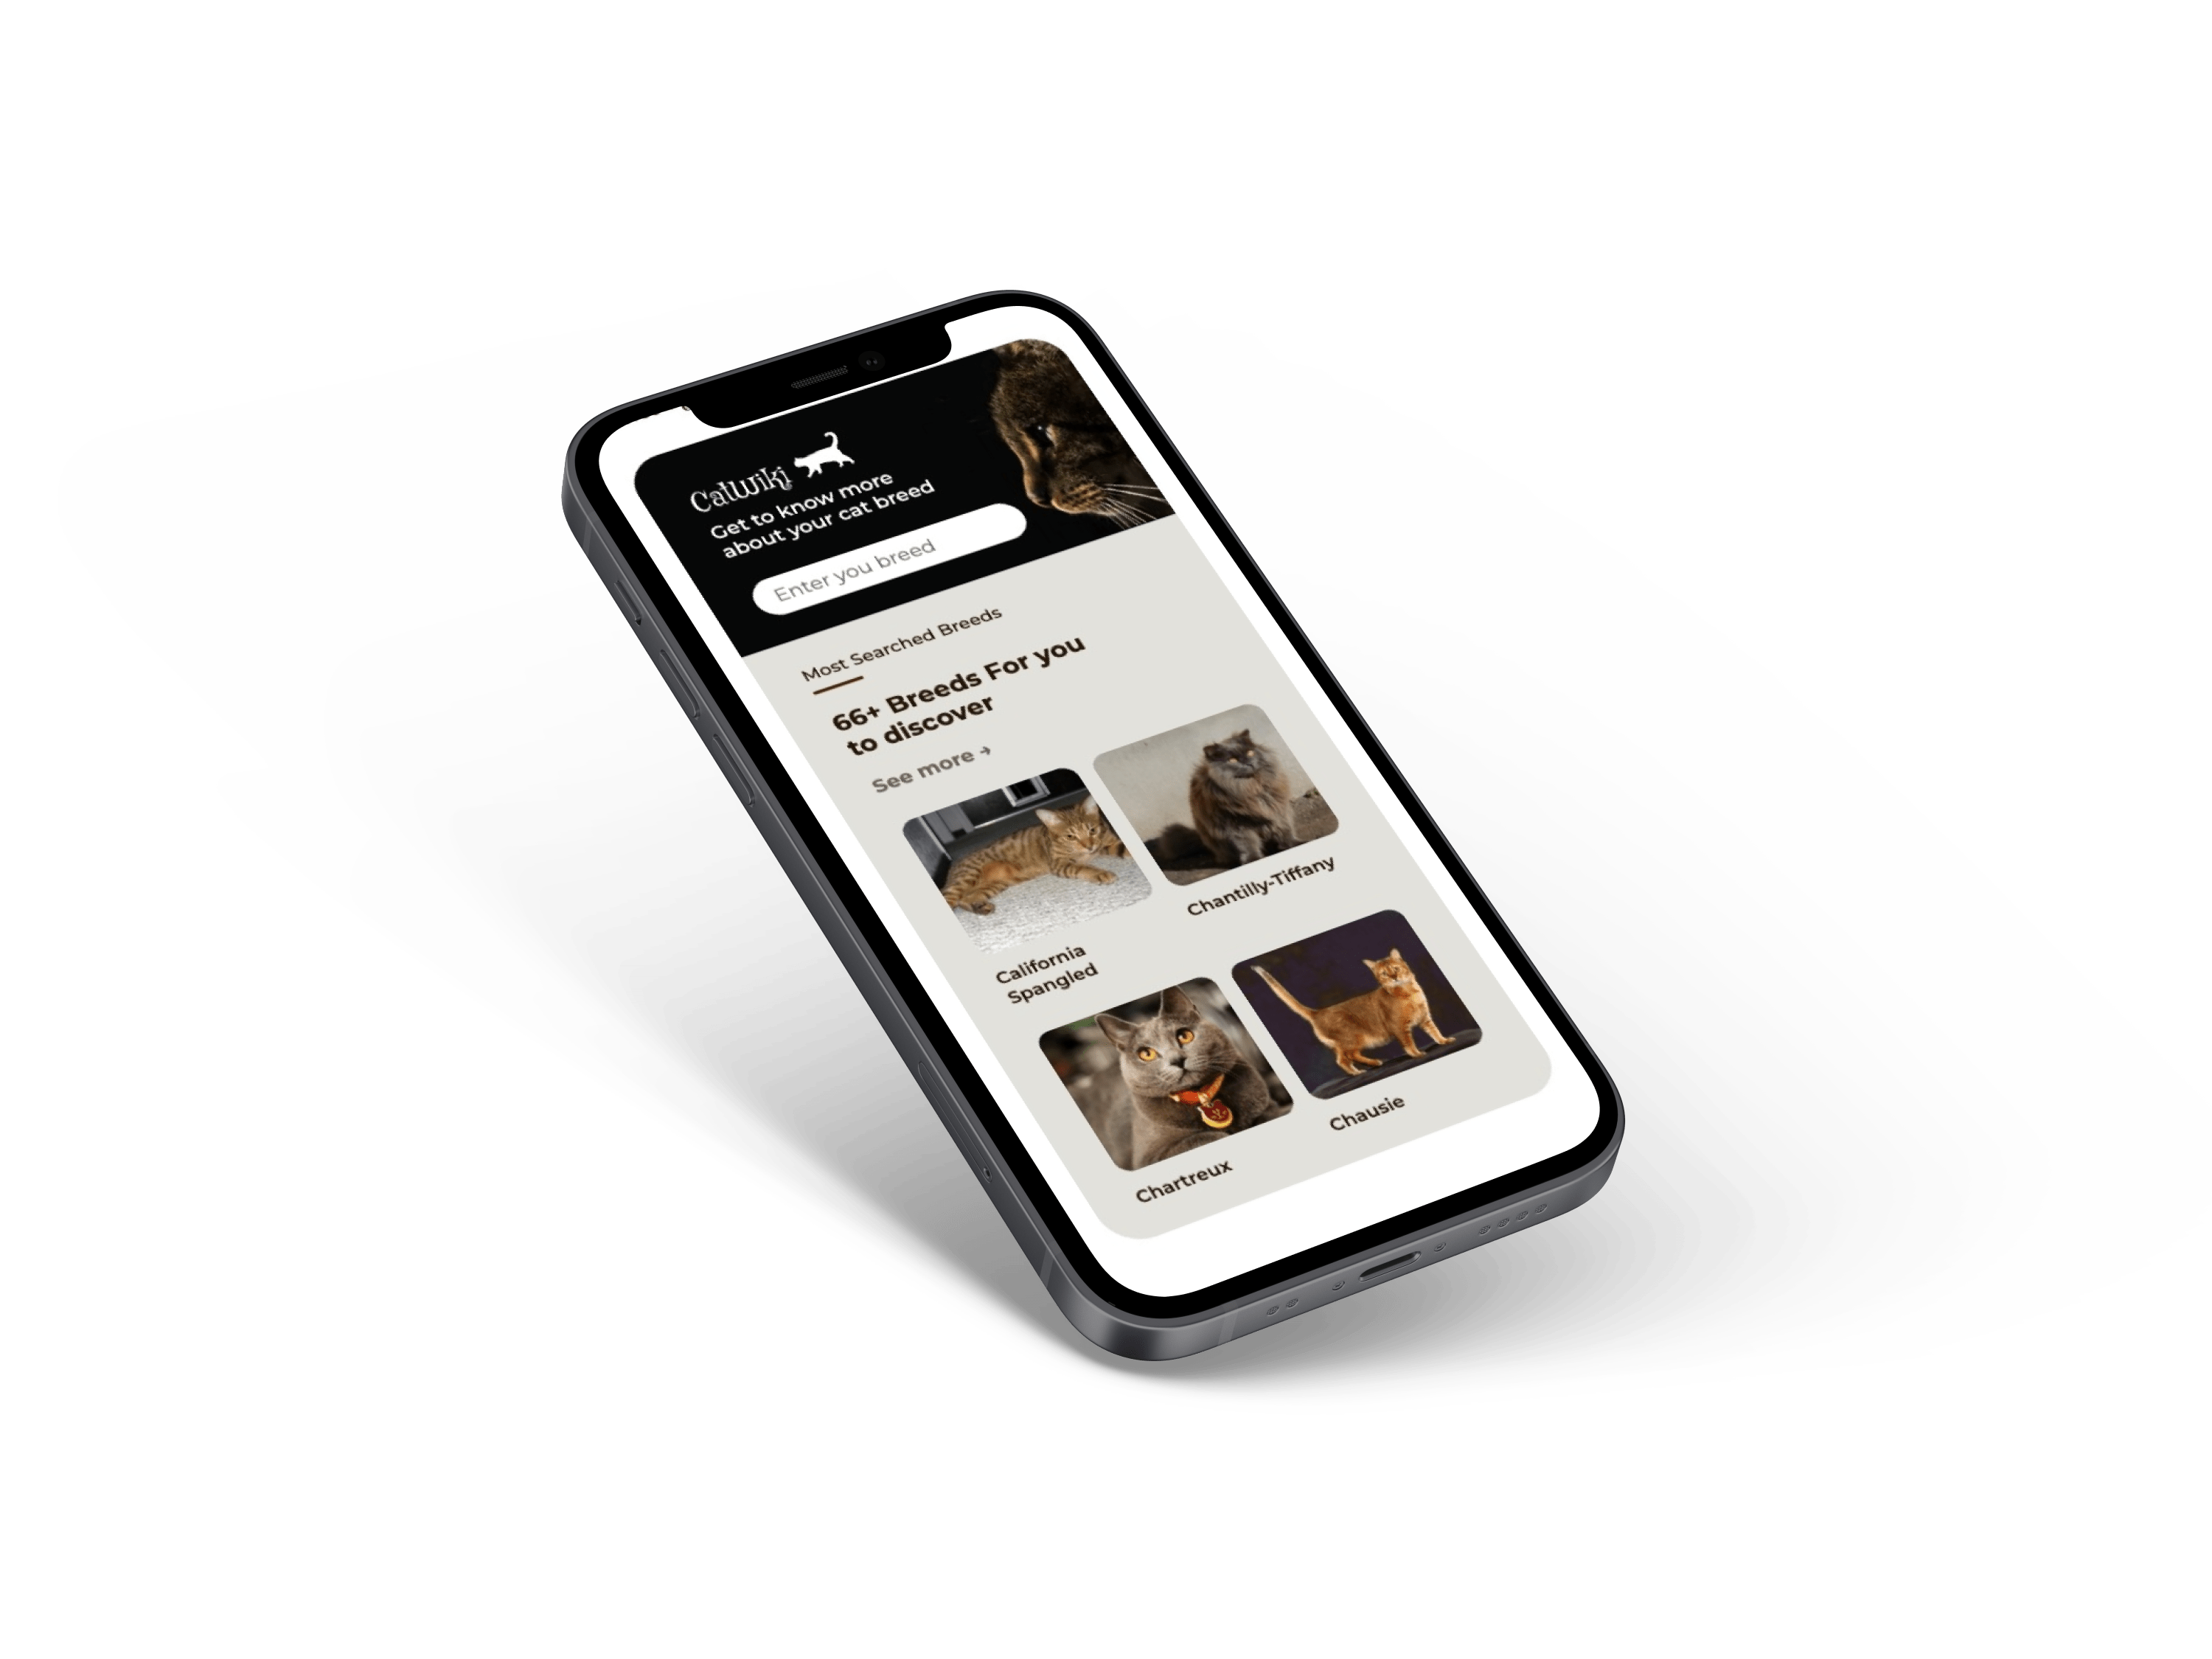 CatWiki
Get to know more
about your cat breed
Enter you breed
Most Searched Breeds
66+ Breeds For you
to discover
See more →
California
Spangled
Chantilly-Tiffany
Chartreux
Chausie